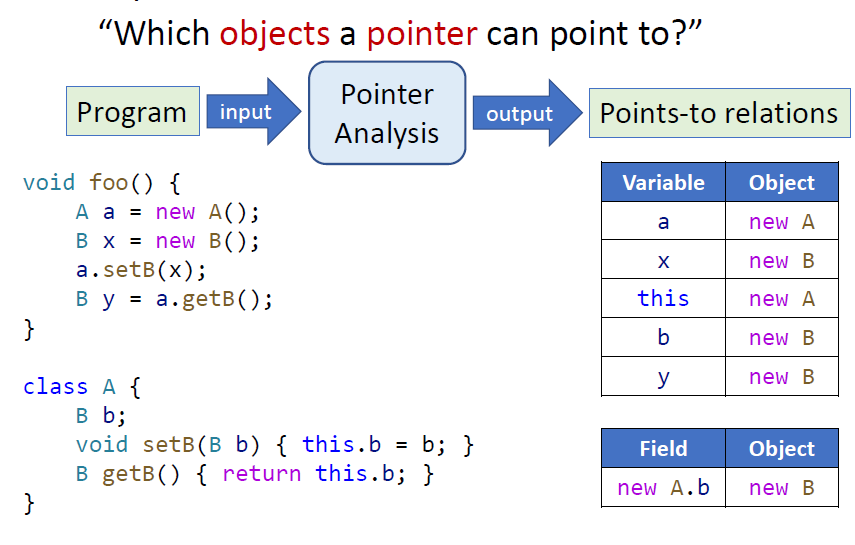 “Which objects a pointer can point to?”
Program
input
Pointer
Analysis
output
Points-to relations
void foo() {
    A a = new A();
    B x = new B();
    a.setB(x);
    B y = a.getB();
}
class A {
    B b;
    void setB(B b) { this.b = b; }
    B getB() { return this.b; }
}
Variable Object
a new A
x new B
this new A
b new B
y new B
Field Object
new A.b new B